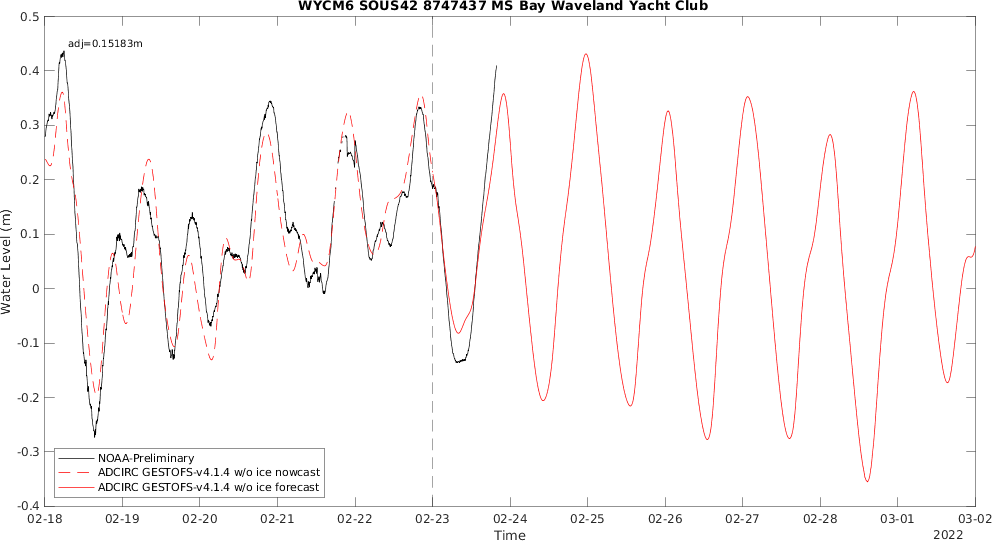 WYCM6 SOUS42 8747437 MS Bay Waveland Yacht Club
adj=0.15183m
0.5
0.4
0.3
0.2
0.1
0
-0.1
-0.2
-0.3
-0.4
Water Level (m)
NOAA-Preliminary
ADCIRC GESTOFS-v4.1.4 w/o ice nowcast
ADCIRC GESTOFS-v4.1.4 w/o ice forecast
02-18 02-19 02-20 02-21 02-22 02-23 02-24 02-25 02-26 02-27 02-28 03-01 03-02
Time
2022